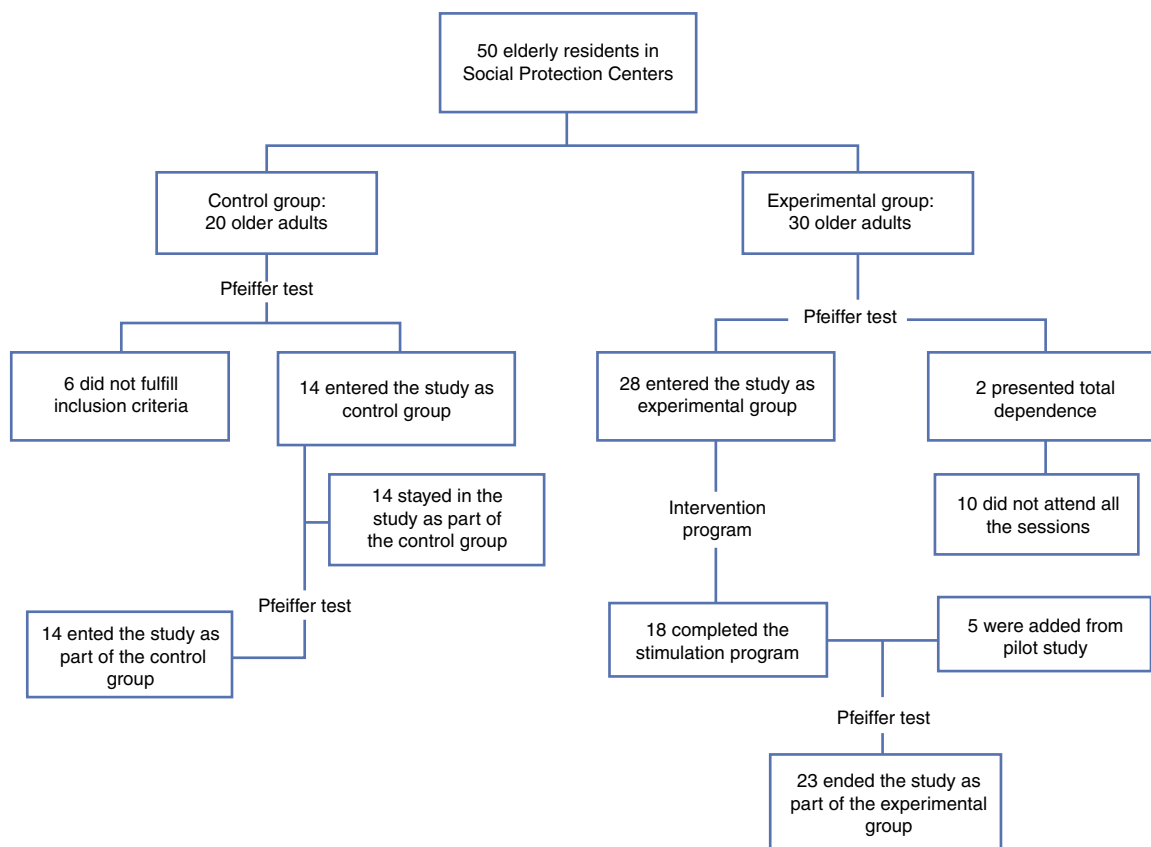 50 elderly residents in
Social Protection Centers
Control group:
20 older adults
Experimental group:
30 older adults
Pfeiffer test
Pfeiffer test
6 did not fulfill
inclusion criteria
14 entered the study as
control group
28 entered the study as
experimental group
2 presented total
dependence
14 stayed in the
study as part of
the control group
Intervention
program
10 did not attend all
the sessions
Pfeiffer test
14 ented the study as
part of the control
group
18 completed the
stimulation program
5 were added from
pilot study
Pfeiffer test
23 ended the study as
part of the experimental
group